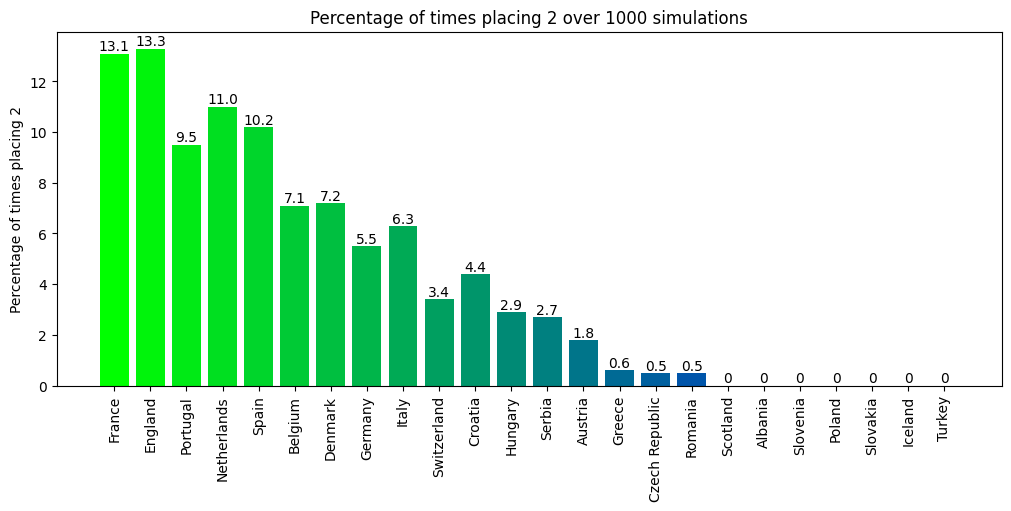 Percentage of times placing 2 over 1000 simulations
Percentage of times placing 2
12
10
8
6
4
2
0
13.1
13.3
9.5
11.0
10.2
7.1
7.2
5.5
6.3
3.4
4.4
2.9
2.7
1.8
0.6
0.5
0.5
0
0
0
0
0
0
0
France
England
Portugal
Netherlands
Spain
Belgium
Denmark
Germany
Italy
Switzerland
Croatia
Hungary
Serbia
Austria
Greece
Czech Republic
Romania
Scotland
Albania
Slovenia
Poland
Slovakia
Iceland
Turkey